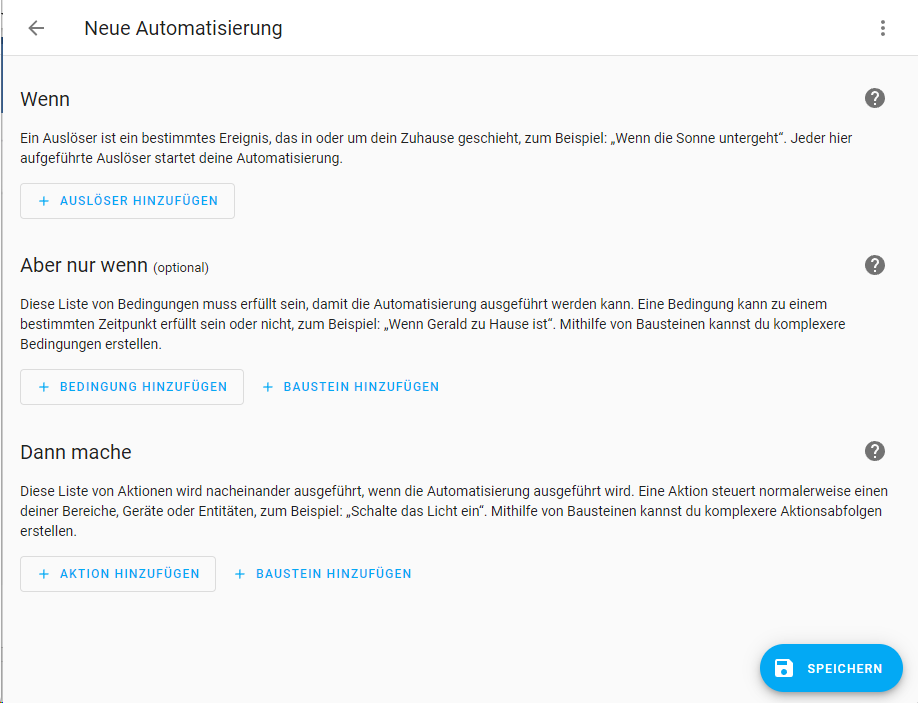 Neue Automatisierung
Wenn
Ein Auslöser ist ein bestimmtes Ereignis, das in oder um dein Zuhause geschieht, zum Beispiel: „Wenn die Sonne untergeht“. Jeder hier
aufgeführte Auslöser startet deine Automatisierung.
+ AUSLÖSER HINZUFÜGEN
Aber nur wenn (optional)
Diese Liste von Bedingungen muss erfüllt sein, damit die Automatisierung ausgeführt werden kann. Eine Bedingung kann zu einem
bestimmten Zeitpunkt erfüllt sein oder nicht, zum Beispiel: „Wenn Gerald zu Hause ist“. Mithilfe von Bausteinen kannst du komplexere
Bedingungen erstellen.
+ BEDINGUNG HINZUFÜGEN + BAUSTEIN HINZUFÜGEN
Dann mache
Diese Liste von Aktionen wird nacheinander ausgeführt, wenn die Automatisierung ausgeführt wird. Eine Aktion steuert normalerweise einen
deiner Bereiche, Geräte oder Entitäten, zum Beispiel: „Schalte das Licht ein“. Mithilfe von Bausteinen kannst du komplexere Aktionsabfolgen
erstellen.
+ AKTION HINZUFÜGEN + BAUSTEIN HINZUFÜGEN
SPEICHERN